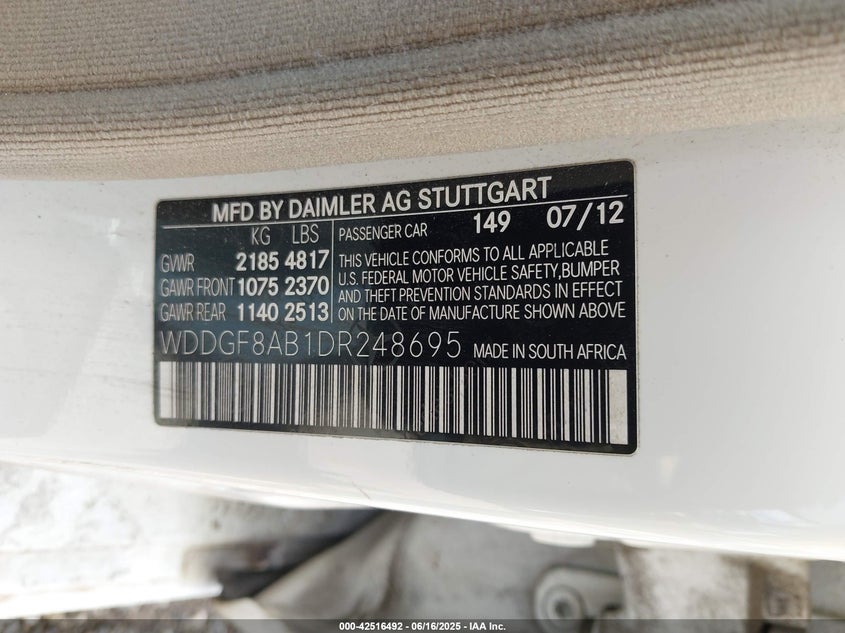 MFD BY DAIMLER AG STUTTGART
KG LBS
GVWR 2185 4817
GAWR FRONT 1075 2370
GAWR REAR 1140 2513
PASSENGER CAR 149 07/12
THIS VEHICLE CONFORMS TO ALL APPLICABLE
U.S. FEDERAL MOTOR VEHICLE SAFETY,BUMPER
AND THEFT PREVENTION STANDARDS IN EFFECT
ON THE DATE OF MANUFACTURE SHOWN ABOVE
WDDGF8AB1DR248695 MADE IN SOUTH AFRICA
000-42516492 - 06/16/2025 - IAA Inc.